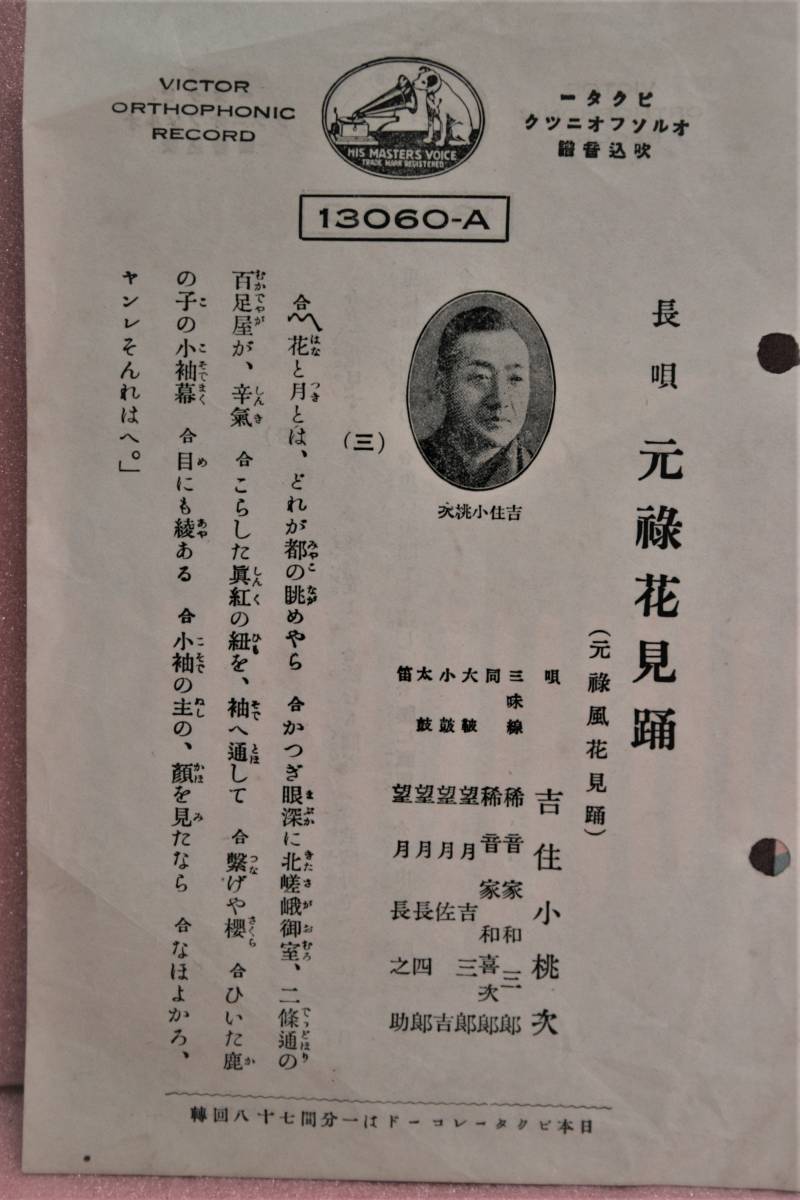 VICTOR
ORTHOPHONIC
RECORD
HIS MASTER'S VOICE
TRADE MARK REGISTERED
ビクター
オルソフオニツク
吹込音譜
13060-A
長唄 元祿花見踊
(元祿風花見踊)
唄 吉住小桃次
三味線 稀音家和三郎
同 稀音家和喜次郎
大皷 望月吉三郎
小皷 望月佐吉
太鼓 望月長四郎
笛 望月長之助
吉住小桃次
(三)
合〽花と月とは、どれが都の眺めやら 合 かつぎ眼深に北嵯峨御室、二條通の
百足屋が、辛氣 合 こらした眞紅の紐を、袖へ通して 合 繫げや櫻 合 ひいた鹿
の子の小袖幕 合 目にも綾ある 合 小袖の主の、顏を見たなら 合 なほよかろ、
ヤンレそんれはへ。」
日本ビクターレコードは一分間七十八回轉